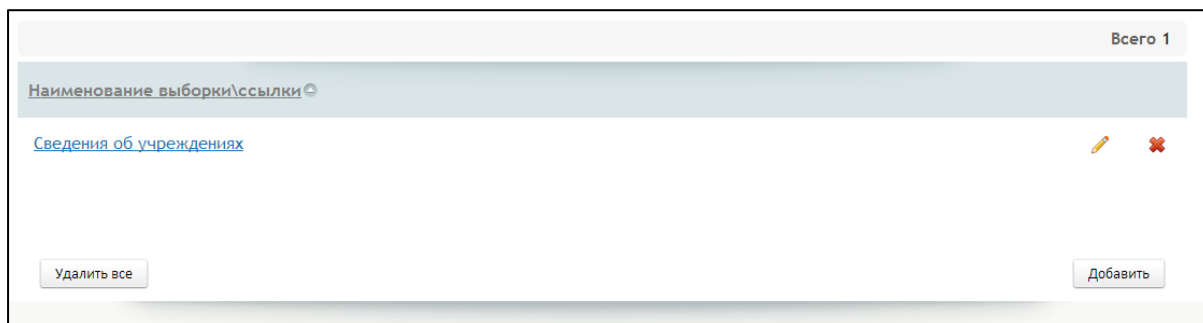 Всего 1
Наименование выборки\ссылки
Сведения об учреждениях
Удалить все Добавить